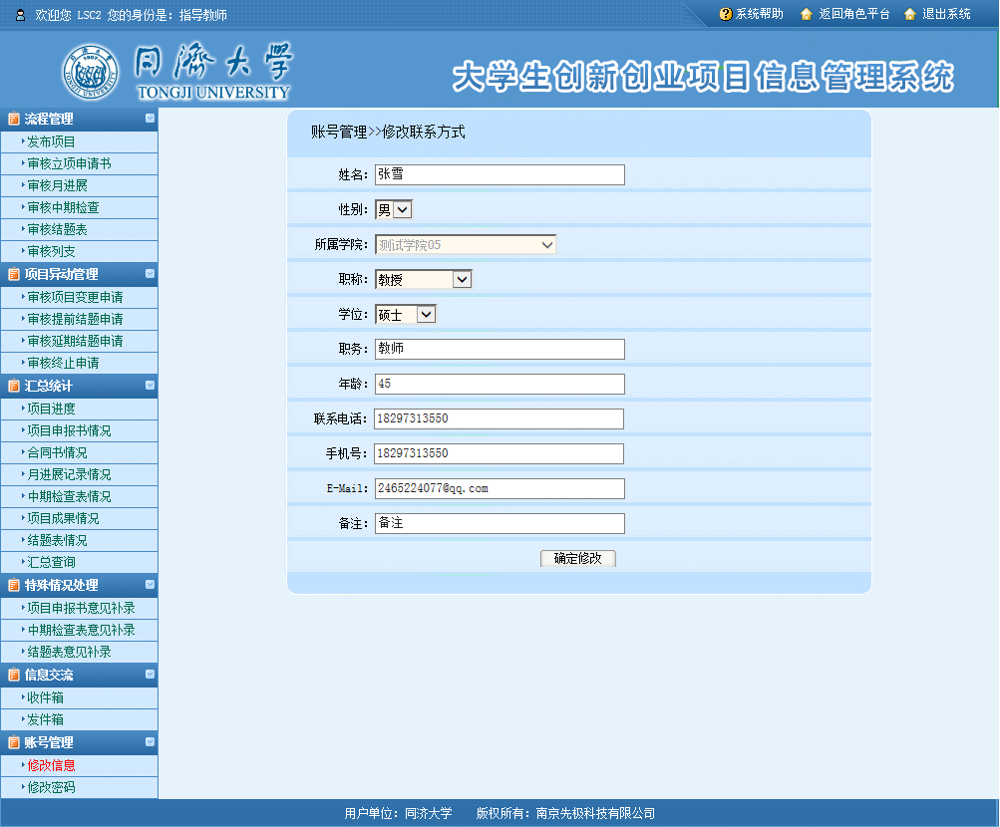 欢迎您 LSC2 您的身份是：指导教师
系统帮助 返回角色平台 退出系统
同济大学
TONGJI UNIVERSITY
大学生创新创业项目信息管理系统
流程管理
发布项目
审核立项申请书
审核月进展
审核中期检查
审核结题表
审核列支
项目异动管理
审核项目变更申请
审核提前结题申请
审核延期结题申请
审核终止申请
汇总统计
项目进度
项目申报书情况
合同书情况
月进展记录情况
中期检查表情况
项目成果情况
结题表情况
汇总查询
特殊情况处理
项目申报书意见补录
中期检查表意见补录
结题表意见补录
信息交流
收件箱
发件箱
账号管理
修改信息
修改密码
账号管理>>修改联系方式
姓名： 张雪
性别： 男
所属学院： 测试学院05
职称： 教授
学位： 硕士
职务： 教师
年龄： 45
联系电话： 18297313550
手机号： 18297313550
E-Mail： 2465224077@qq.com
备注： 备注
确定修改
用户单位：同济大学 版权所有：南京先极科技有限公司